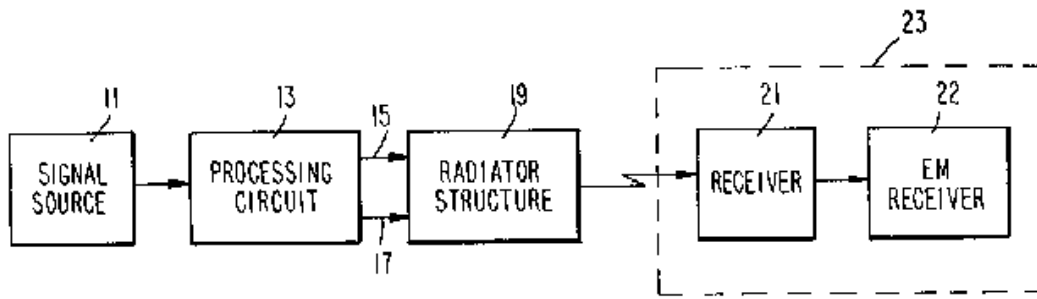 23
11
13
15
19
21
22
SIGNAL
SOURCE
PROCESSING
CIRCUIT
RADIATOR
STRUCTURE
RECEIVER
EM
RECEIVER
17